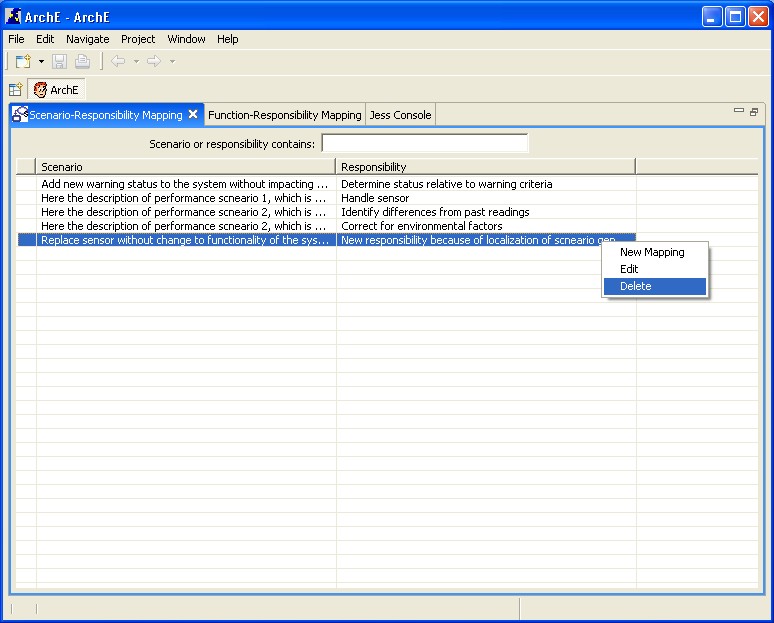 ArchE - ArchE
File Edit Navigate Project Window Help
ArchE
Scenario-Responsibility Mapping Function-Responsibility Mapping Jess Console
Scenario or responsibility contains:
Scenario Responsibility
Add new warning status to the system without impacting ... Determine status relative to warning criteria
Here the description of performance scneario 1, which is ... Handle sensor
Here the description of performance scneario 2, which is ... Identify differences from past readings
Here the description of performance scneario 2, which is ... Correct for environmental factors
Replace sensor without change to functionality of the sys... New responsibility because of localization of scneario gen...
New Mapping
Edit
Delete